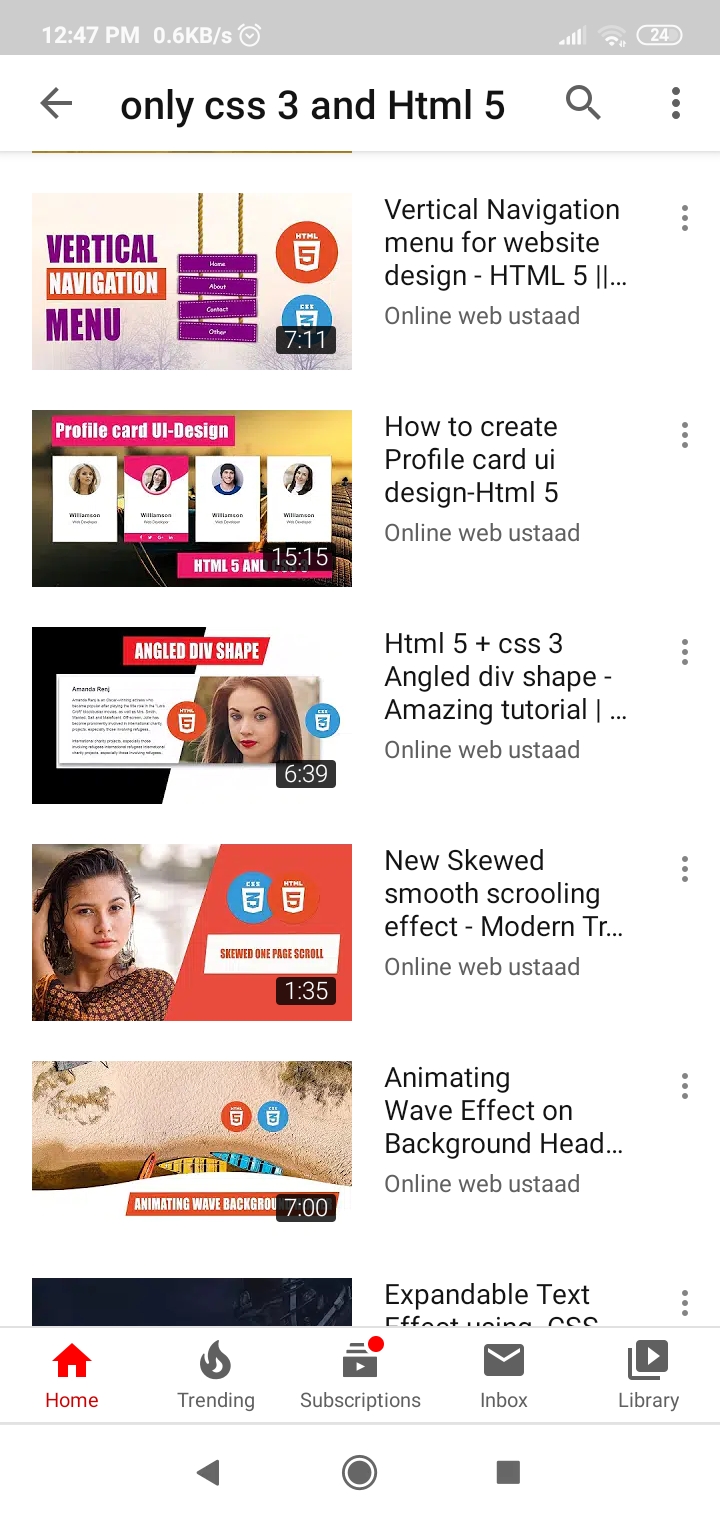 12:47 PM 0.6KB/s
24
only css 3 and Html 5
VERTICAL
NAVIGATION
MENU
Home
About
Contact
Other
HTML
5
CSS
3
7:11
Vertical Navigation
menu for website
design - HTML 5 ||...
Online web ustaad
Profile card UI-Design
Williamson
Web Developer
Williamson
Web Developer
Williamson
Web Developer
Williamson
Web Developer
HTML 5 AN
15:15
How to create
Profile card ui
design-Html 5
Online web ustaad
ANGLED DIV SHAPE
Amanda Renj
HTML
5
CSS
3
6:39
Html 5 + css 3
Angled div shape -
Amazing tutorial | ...
Online web ustaad
CSS
3
HTML
5
SKEWED ONE PAGE SCROLL
1:35
New Skewed
smooth scrooling
effect - Modern Tr...
Online web ustaad
HTML
5
CSS
3
ANIMATING WAVE BACKGROU
7:00
Animating
Wave Effect on
Background Head...
Online web ustaad
Expandable Text
Effect using CSS
Home
Trending
Subscriptions
Inbox
Library